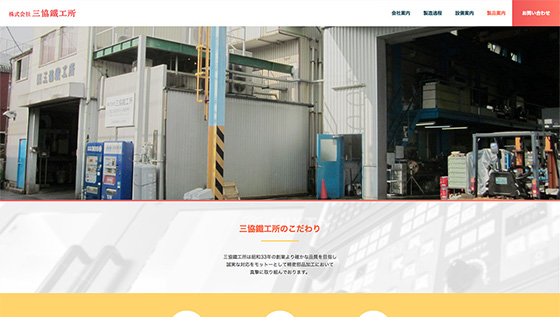 株式会社 三協鐵工所
会社案内 製造過程 設備案内 製品案内 お問い合わせ
三協鐵工所
三協鐵工所のこだわり
三協鐵工所は昭和33年の創業より確かな品質を目指し
誠実な対応をモットーとして精密部品加工において
真摯に取り組んでおります。